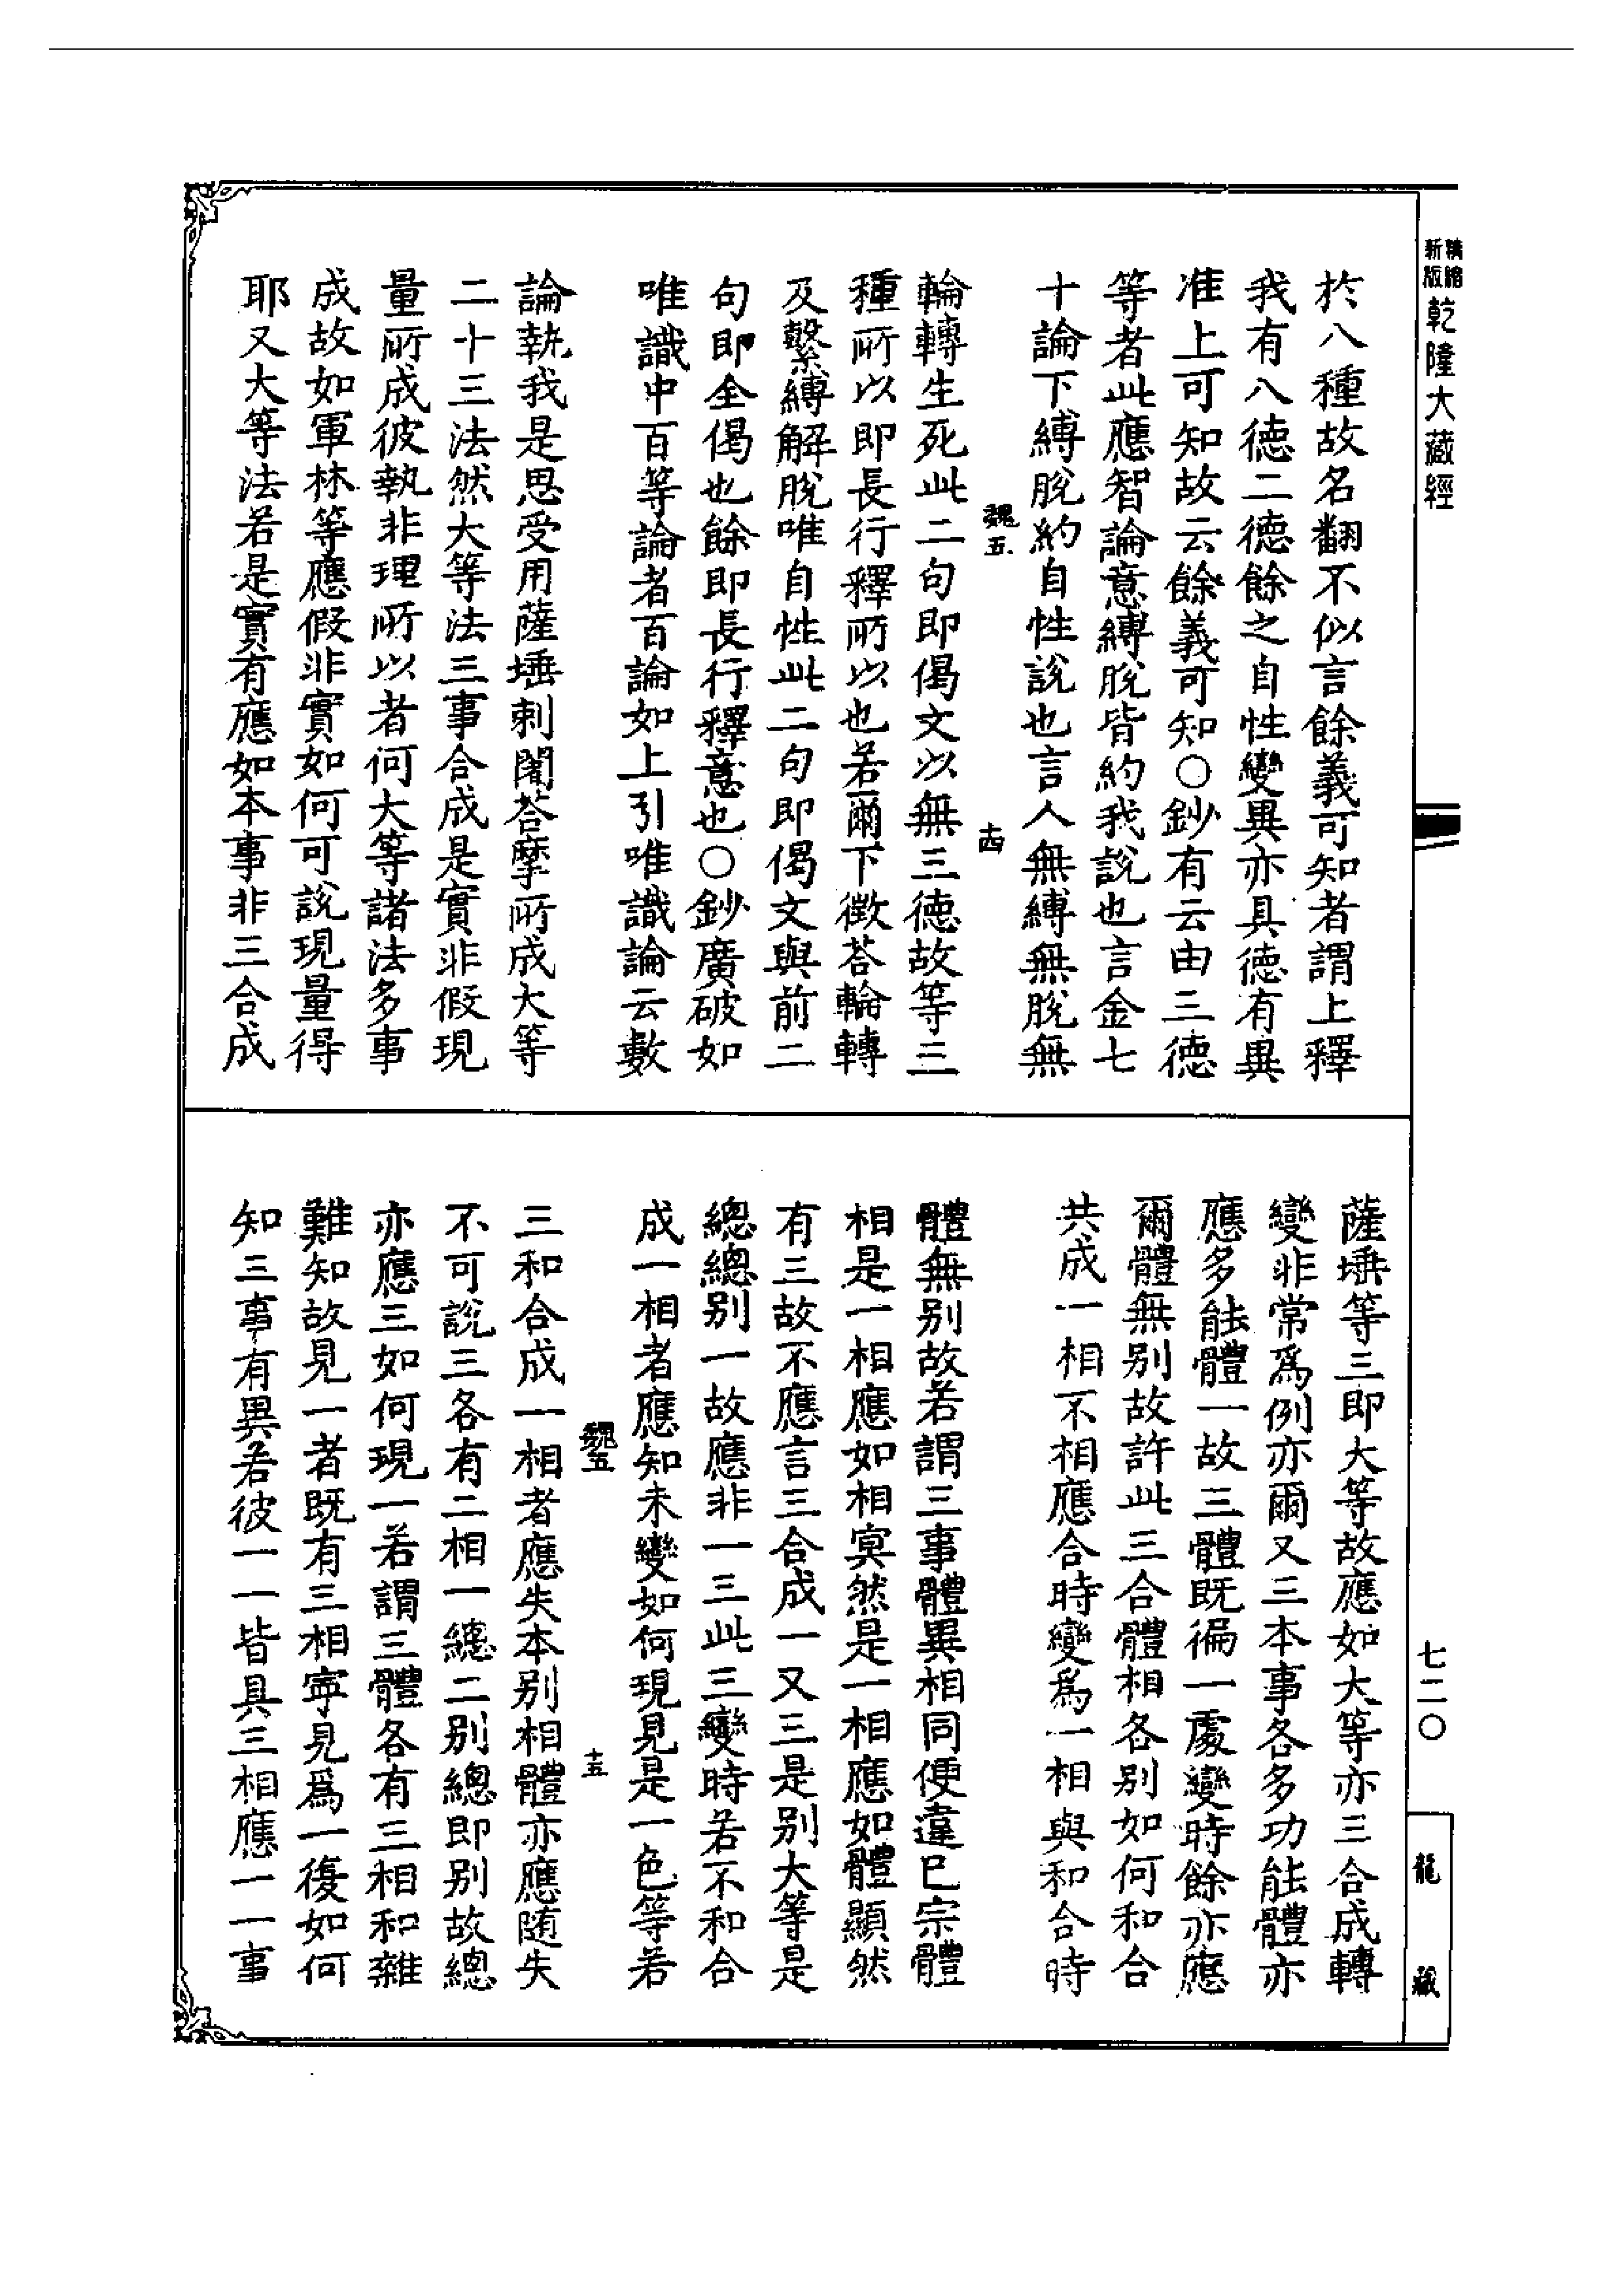 精縮新版乾隆大藏經
於八種故名翻不似言餘義可知者謂上釋
我有八德二德餘之自性變異亦具德有異
准上可知故云餘義可知○鈔有云由三德
等者此應智論意縛脫皆約我說也言金七
十論下縛脫約自性說也言人無縛無脫無
魏五 十四
輪轉生死此二句即偈文以無三德故等三
種所以即長行釋所以也若爾下徵荅輪轉
及繫縛解脫唯自性此二句即偈文與前二
句即全偈也餘即長行釋意也○鈔廣破如
唯識中百等論者百論如上引唯識論云數
論執我是思受用薩埵剌闍荅摩所成大等
二十三法然大等法三事合成是實非假現
量所成彼執非理所以者何大等諸法多事
成故如軍林等應假非實如何可說現量得
耶又大等法若是實有應如本事非三合成
薩埵等三即大等故應如大等亦三合成轉
變非常為例亦爾又三本事各多功能體亦
應多能體一故三體既徧一處變時餘亦應
爾體無別故許此三合體相各別如何和合
共成一相不相應合時變為一相與和合時
體無別故若謂三事體異相同便違已宗體
相是一相應如相冥然是一相應如體顯然
有三故不應言三合成一又三是別大等是
總總別一故應非一三此三變時若不和合
成一相者應知未變如何現見是一色等若
魏五 十五
三和合成一相者應失本別相體亦應随失
不可說三各有二相一總二別總即別故總
亦應三如何現一若謂三體各有三相和雜
難知故見一者既有三相寧見為一復如何
知三事有異若彼一一皆具三相應一一事
七二〇
龍藏